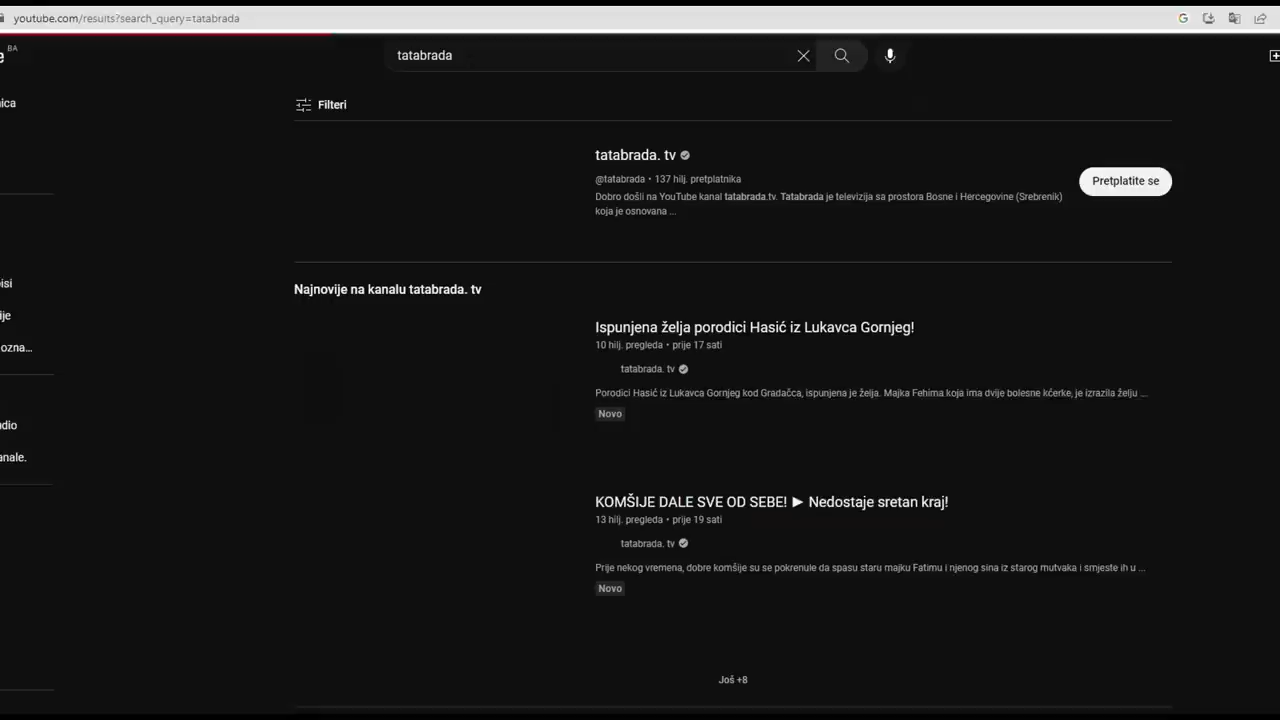 youtube.com/results?search_query=tatabrada
BA
tatabrada
Filteri
tatabrada. tv
@tatabrada • 137 hilj. pretplatnika
Dobro došli na YouTube kanal tatabrada.tv. Tatabrada je televizija sa prostora Bosne i Hercegovine (Srebrenik)
koja je osnovana ...
Pretplatite se
Najnovije na kanalu tatabrada. tv
Ispunjena želja porodici Hasić iz Lukavca Gornjeg!
10 hilj. pregleda • prije 17 sati
tatabrada. tv
Porodici Hasić iz Lukavca Gornjeg kod Gradačca, ispunjena je želja. Majka Fehima koja ima dvije bolesne kćerke, je izrazila želju ...
Novo
KOMŠIJE DALE SVE OD SEBE! ► Nedostaje sretan kraj!
13 hilj. pregleda • prije 19 sati
tatabrada. tv
Prije nekog vremena, dobre komšije su se pokrenule da spasu staru majku Fatimu i njenog sina iz starog mutvaka i smjeste ih u ...
Novo
Još +8
ica
isi
ije
ozna...
dio
anale.